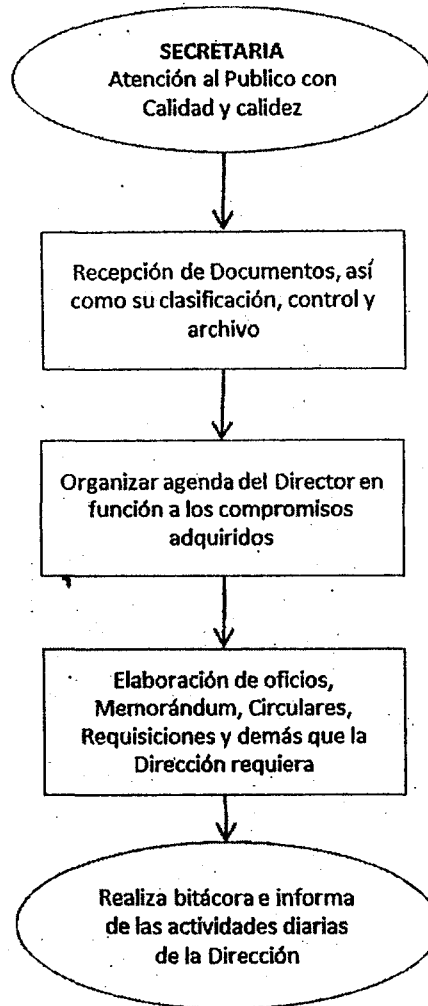 SECRETARIA
Atención al Publico con
Calidad y calidez
Recepción de Documentos, así
como su clasificación, control y
archivo
Organizar agenda del Director en
función a los compromisos
adquiridos
Elaboración de oficios,
Memorándum, Circulares,
Requisiciones y demás que la
Dirección requiera
Realiza bitácora e informa
de las actividades diarias
de la Dirección